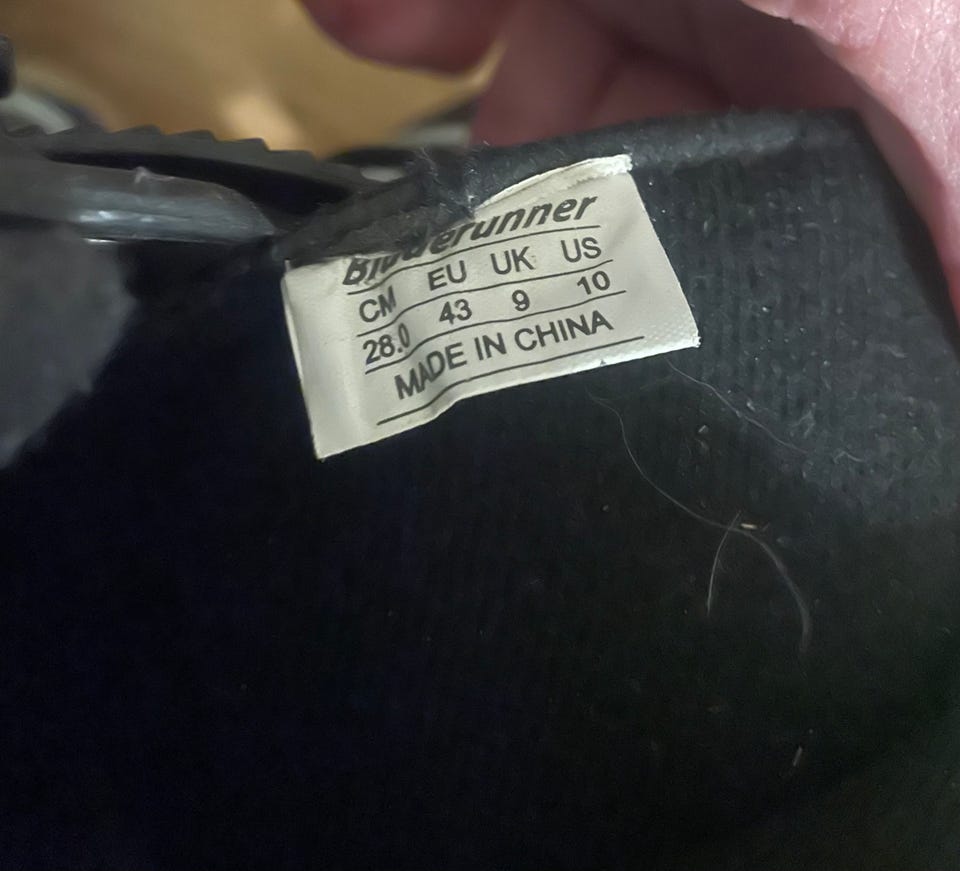 Bladerunner
CM EU UK US
28.0 43 9 10
MADE IN CHINA